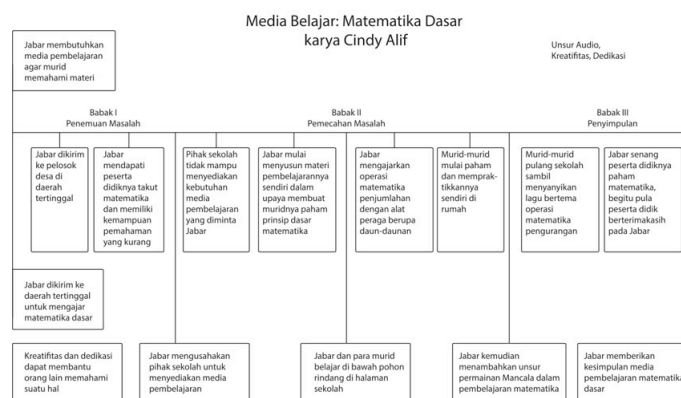 Media Belajar: Matematika Dasar
karya Cindy Alif
Unsur Audio,
Kreatifitas, Dedikasi
Jabar membutuhkan
media pembelajaran
agar murid
memahami materi
Babak I
Penemuan Masalah
Babak II
Pemecahan Masalah
Babak III
Penyimpulan
Jabar dikirim
ke pelosok
desa di
daerah
tertinggal
Jabar
mendapati
peserta
didiknya takut
matematika
dan memiliki
kemampuan
pemahaman
yang kurang
Pihak sekolah
tidak mampu
menyediakan
kebutuhan
media
pembelajaran
yang diminta
Jabar
Jabar mulai
menyusun materi
pembelajarannya
sendiri dalam
upaya membuat
muridnya paham
prinsip dasar
matematika
Jabar
mengajarkan
operasi
matematika
penjumlahan
dengan alat
peraga berupa
daun-daunan
Murid-murid
mulai paham
dan memprak-
tikkannya
sendiri di
rumah
Murid-murid
pulang sekolah
sambil
menyanyikan
lagu bertema
operasi
matematika
pengurangan
Jabar senang
peserta didiknya
paham
matematika,
begitu pula
peserta didik
berterimakasih
pada Jabar
Jabar dikirim ke
daerah tertinggal
untuk mengajar
matematika dasar
Kreatifitas dan dedikasi
dapat membantu
orang lain memahami
suatu hal
Jabar mengusahakan
pihak sekolah untuk
menyediakan media
pembelajaran
Jabar dan para murid
belajar di bawah pohon
rindang di halaman
sekolah
Jabar kemudian
menambahkan unsur
permainan Mancala dalam
pembelajaran matematika
Jabar memberikan
kesimpulan media
pembelajaran matematika
dasar